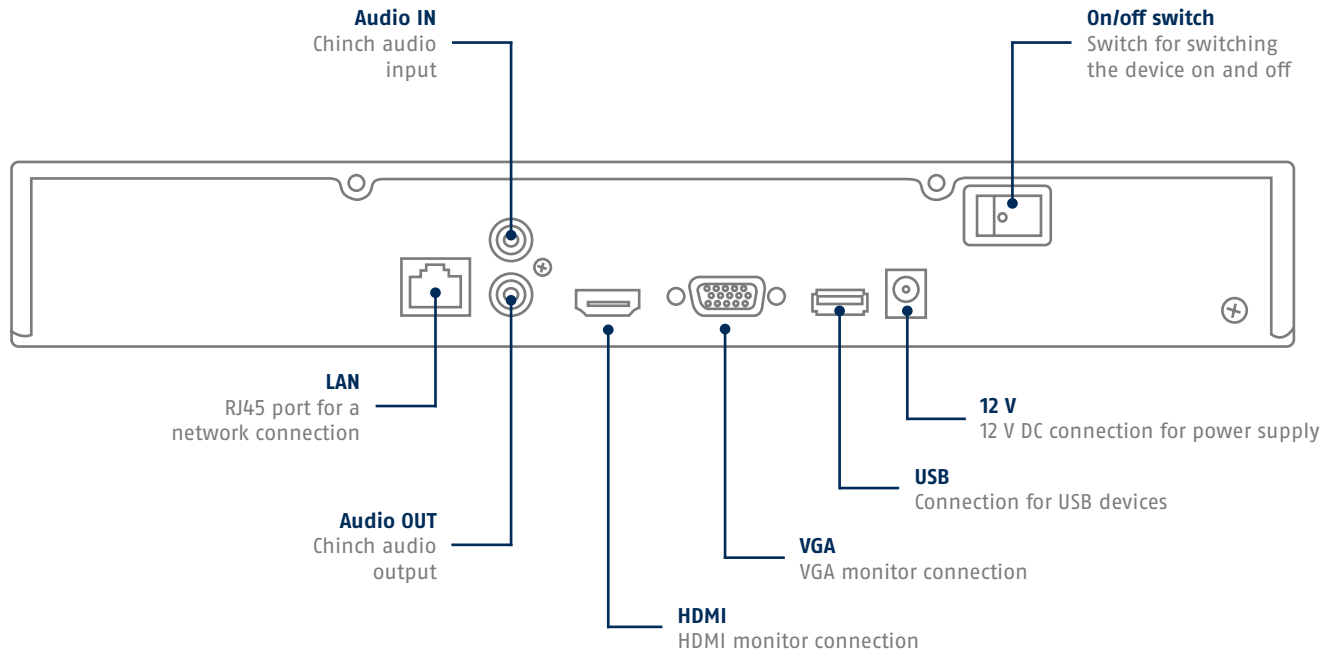 Audio IN
Chinch audio
input
On/off switch
Switch for switching
the device on and off
LAN
RJ45 port for a
network connection
12 V
12 V DC connection for power supply
USB
Connection for USB devices
Audio OUT
Chinch audio
output
VGA
VGA monitor connection
HDMI
HDMI monitor connection